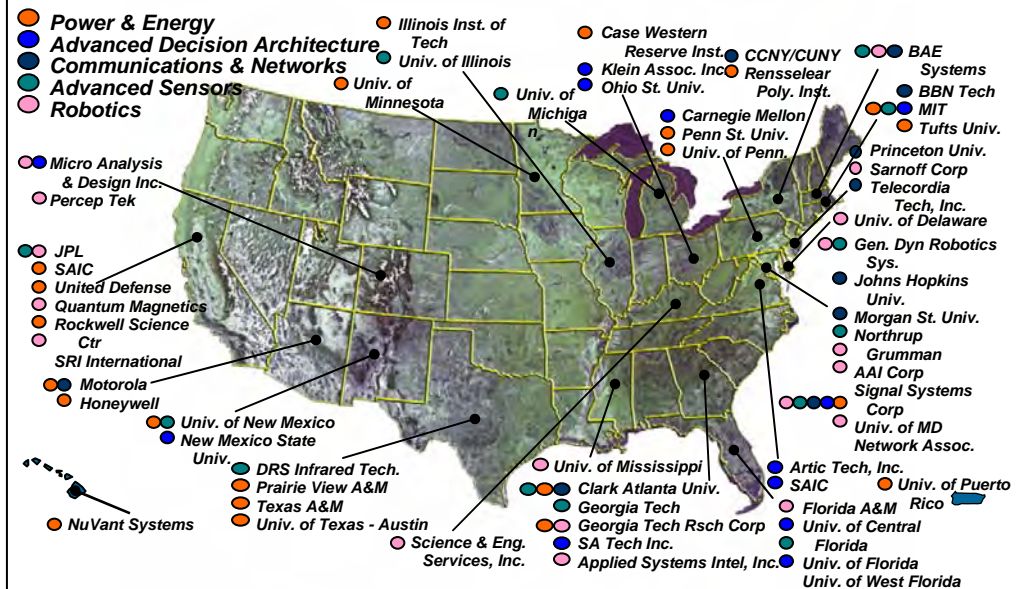 Power & Energy
Advanced Decision Architecture
Communications & Networks
Advanced Sensors
Robotics
Illinois Inst. of
Tech
Univ. of Illinois
Univ. of
Minnesota
Univ. of
Michiga
n
Case Western
Reserve Inst.
Klein Assoc. Inc
Ohio St. Univ.
Carnegie Mellon
Penn St. Univ.
Univ. of Penn.
CCNY/CUNY
Rensselear
Poly. Inst.
BAE
Systems
BBN Tech
MIT
Tufts Univ.
Princeton Univ.
Sarnoff Corp
Telecordia
Tech, Inc.
Univ. of Delaware
Gen. Dyn Robotics
Sys.
Johns Hopkins
Univ.
Morgan St. Univ.
Northrup
Grumman
AAI Corp
Signal Systems
Corp
Univ. of MD
Network Assoc.
Micro Analysis
& Design Inc.
Percep Tek
JPL
SAIC
United Defense
Quantum Magnetics
Rockwell Science
Ctr
SRI International
Motorola
Honeywell
Univ. of New Mexico
New Mexico State
Univ.
DRS Infrared Tech.
Prairie View A&M
Texas A&M
Univ. of Texas - Austin
NuVant Systems
Science & Eng.
Services, Inc.
Univ. of Mississippi
Clark Atlanta Univ.
Georgia Tech
Georgia Tech Rsch Corp
SA Tech Inc.
Applied Systems Intel, Inc.
Artic Tech, Inc.
SAIC
Florida A&M
Univ. of Central
Florida
Univ. of Florida
Univ. of West Florida
Univ. of Puerto
Rico